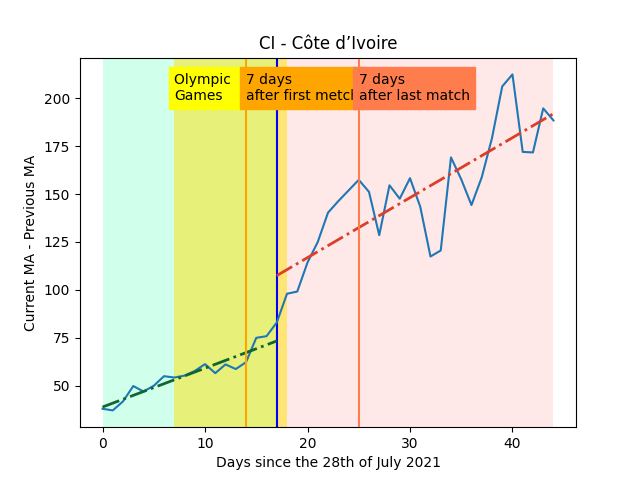 CI - Côte d’Ivoire
Olympic
Games
7 days
after first metch
7 days
after last match
200
175
150
125
100
75
50
Current MA - Previous MA
0
10
20
30
40
Days since the 28th of July 2021